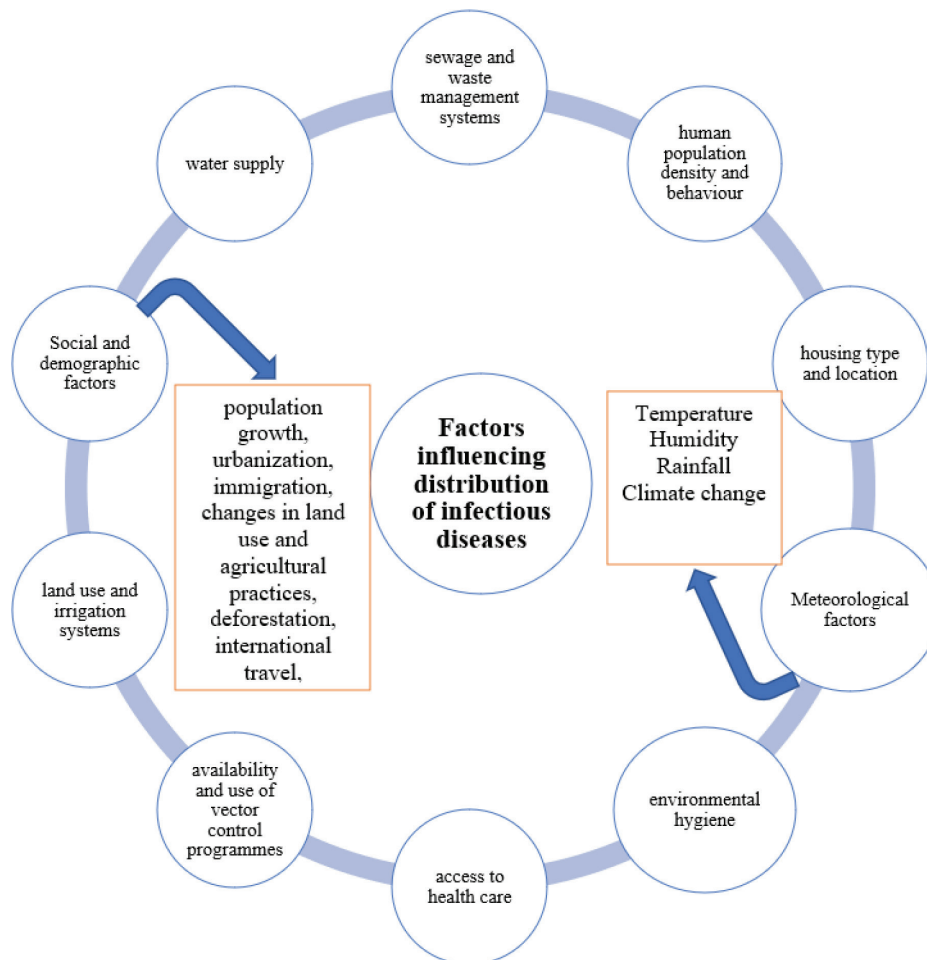 sewage and
waste
management
systems
human
population
density and
behaviour
housing type
and location
Meteorological
factors
Temperature
Humidity
Rainfall
Climate change
environmental
hygiene
access to
health care
availability
and use of
vector
control
programmes
land use and
irrigation
systems
Social and
demographic
factors
population
growth,
urbanization,
immigration,
changes in land
use and
agricultural
practices,
deforestation,
international
travel,
water supply
Factors
influencing
distribution
of infectious
diseases